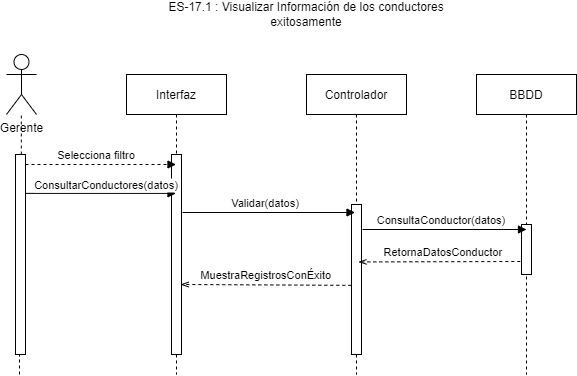 ES-17.1 : Visualizar Información de los conductores
exitosamente
Interfaz
Controlador
BBDD
Gerente
Selecciona filtro
ConsultarConductores(datos)
Validar(datos)
ConsultaConductor(datos)
RetornaDatosConductor
MuestraRegistrosConÉxito